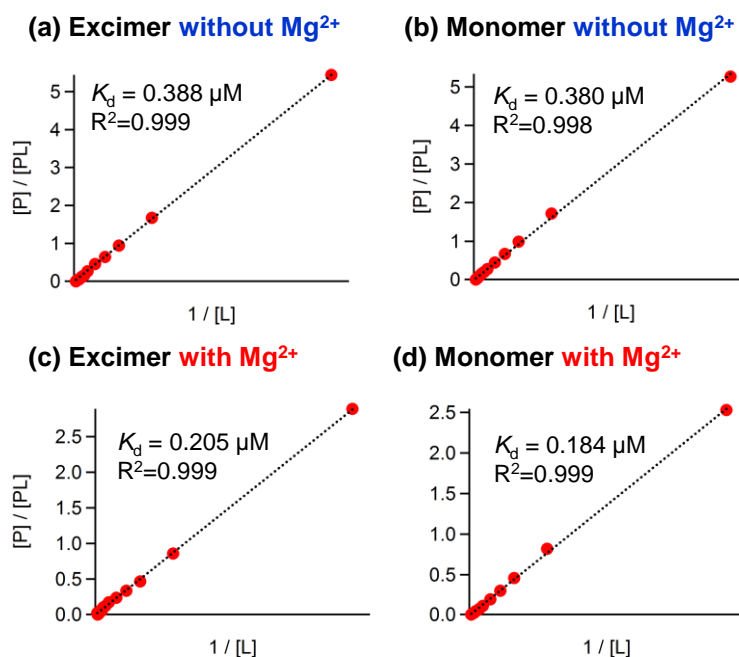 (a) Excimer without Mg²⁺
(b) Monomer without Mg²⁺
[P] / [PL]
5
4
3
2
1
0
K_d = 0.388 µM
R²=0.999
1 / [L]
[P] / [PL]
5
4
3
2
1
0
K_d = 0.380 µM
R²=0.998
1 / [L]
(c) Excimer with Mg²⁺
(d) Monomer with Mg²⁺
[P] / [PL]
2.5
2.0
1.5
1.0
0.5
0.0
K_d = 0.205 µM
R²=0.999
1 / [L]
2.5
2.0
1.5
1.0
0.5
0.0
K_d = 0.184 µM
R²=0.999
1 / [L]